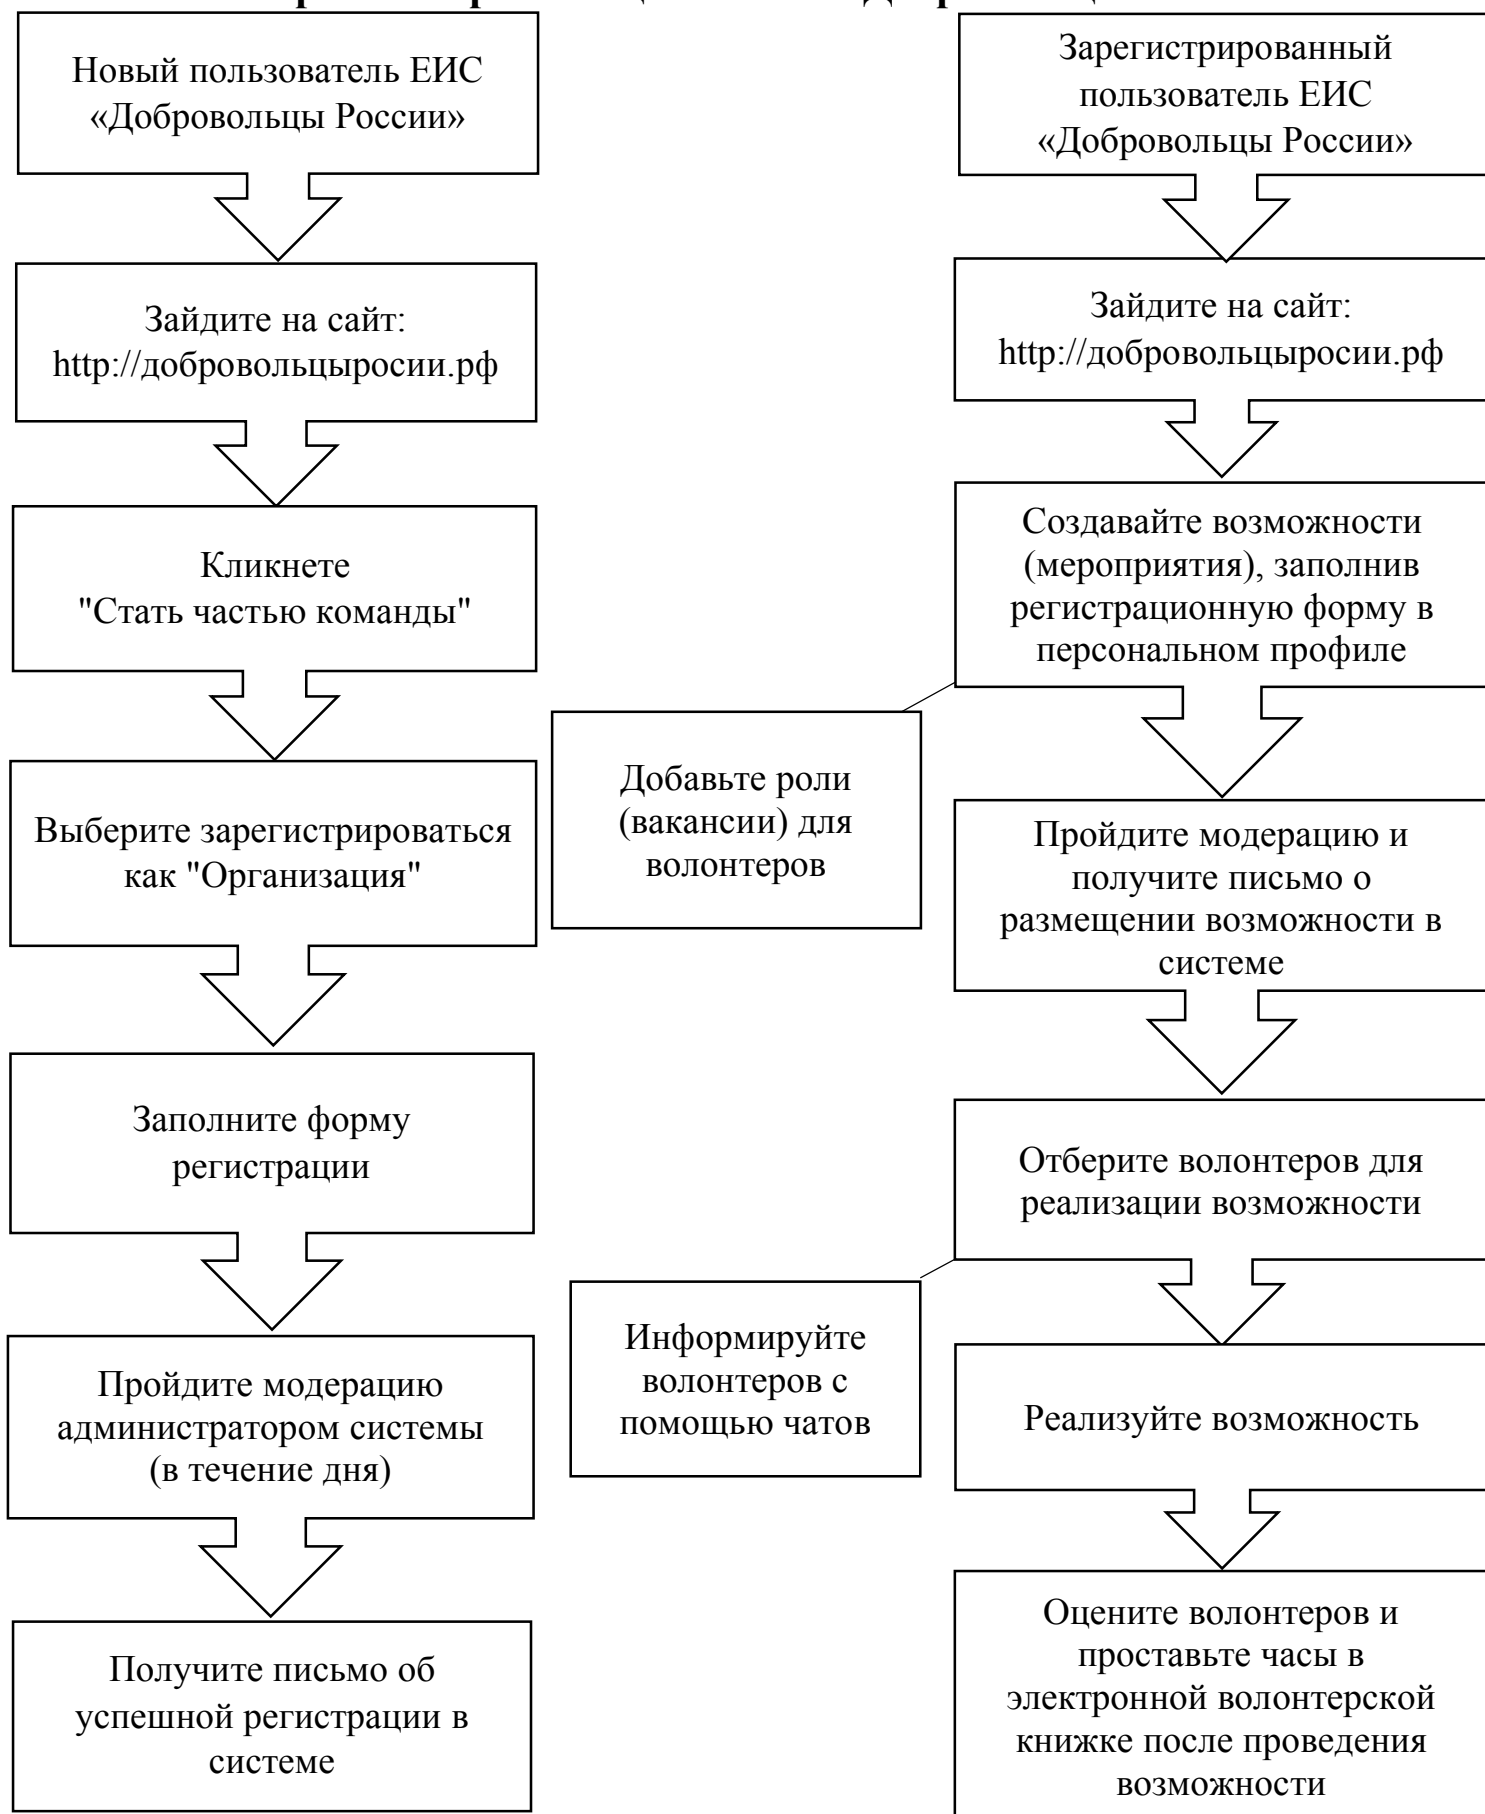 Новый пользователь ЕИС
«Добровольцы России»
Зайдите на сайт:
http://добровольцыросии.рф
Кликнете
"Стать частью команды"
Выберите зарегистрироваться
как "Организация"
Заполните форму
регистрации
Пройдите модерацию
администратором системы
(в течение дня)
Получите письмо об
успешной регистрации в
системе
Зарегистрированный
пользователь ЕИС
«Добровольцы России»
Зайдите на сайт:
http://добровольцыросии.рф
Создавайте возможности
(мероприятия), заполнив
регистрационную форму в
персональном профиле
Добавьте роли
(вакансии) для
волонтеров
Пройдите модерацию и
получите письмо о
размещении возможности в
системе
Отберите волонтеров для
реализации возможности
Информируйте
волонтеров с
помощью чатов
Реализуйте возможность
Оцените волонтеров и
проставьте часы в
электронной волонтерской
книжке после проведения
возможности